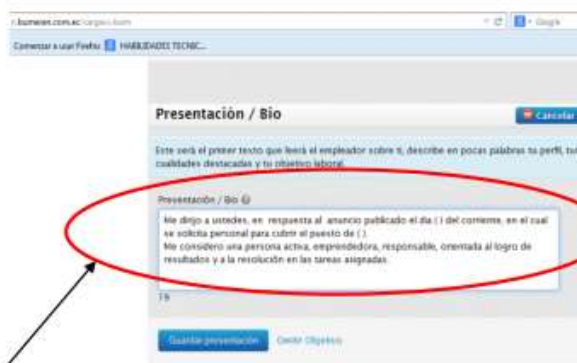 Google
Comenzar a usar Firefox HABILIDADES TECNIC...
Presentación / Bio
Cancelar
Este será el primer texto que leerá el empleador sobre ti, describe en pocas palabras tu perfil, tus
cualidades destacadas y tu objetivo laboral.
Presentación / Bio
Me dirijo a ustedes, en respuesta al anuncio publicado el día ( ) del corriente, en el cual
se solicita personal para cubrir el puesto de ( ).
Me considero una persona activa, emprendedora, responsable, orientada al logro de
resultados y a la resolución en las tareas asignadas
19
Guardar presentación Omitir Objetivo